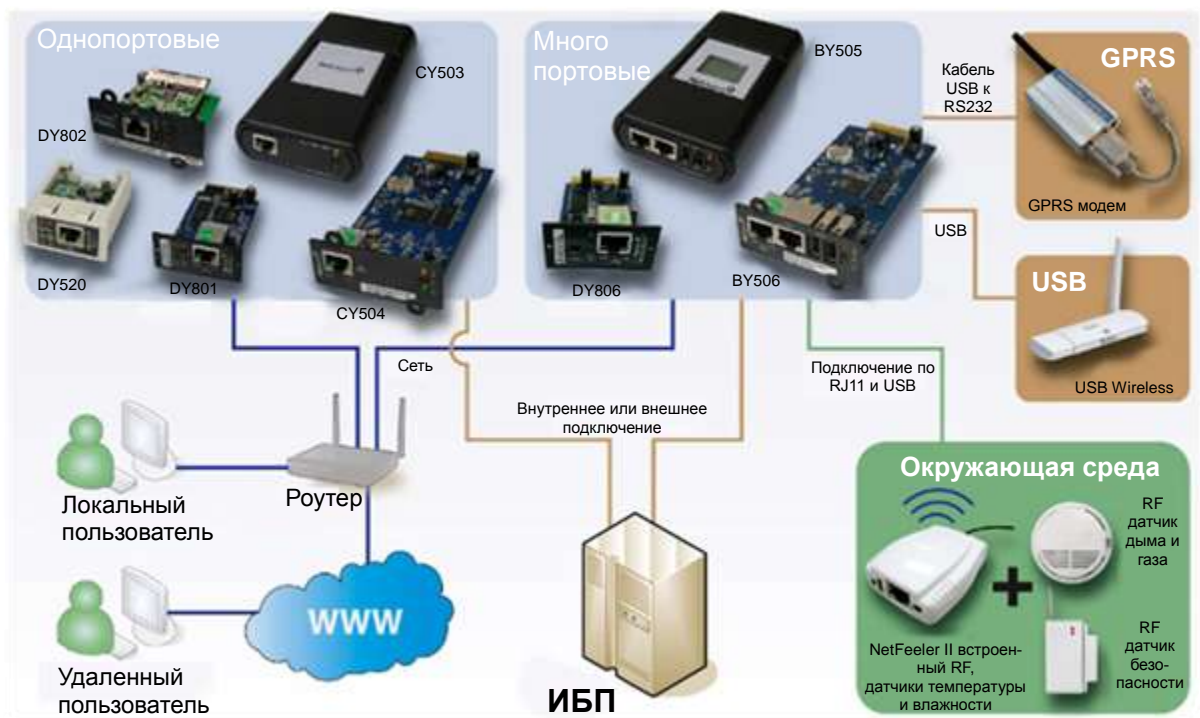 Однопортовые
CY503
DY802
DY520
DY801
CY504
Много
портовые
BY505
DY806
BY506
Кабель
USB к
RS232
GPRS
GPRS модем
USB
USB
USB Wireless
Сеть
Подключение по
RJ11 и USB
Внутреннее или внешнее
подключение
Локальный
пользователь
Роутер
www
Удаленный
пользователь
ИБП
Окружающая среда
RF
датчик
дыма и
газа
NetFeeler II встроен-
ный RF,
датчики температуры
и влажности
RF
датчик
безо-
пасности